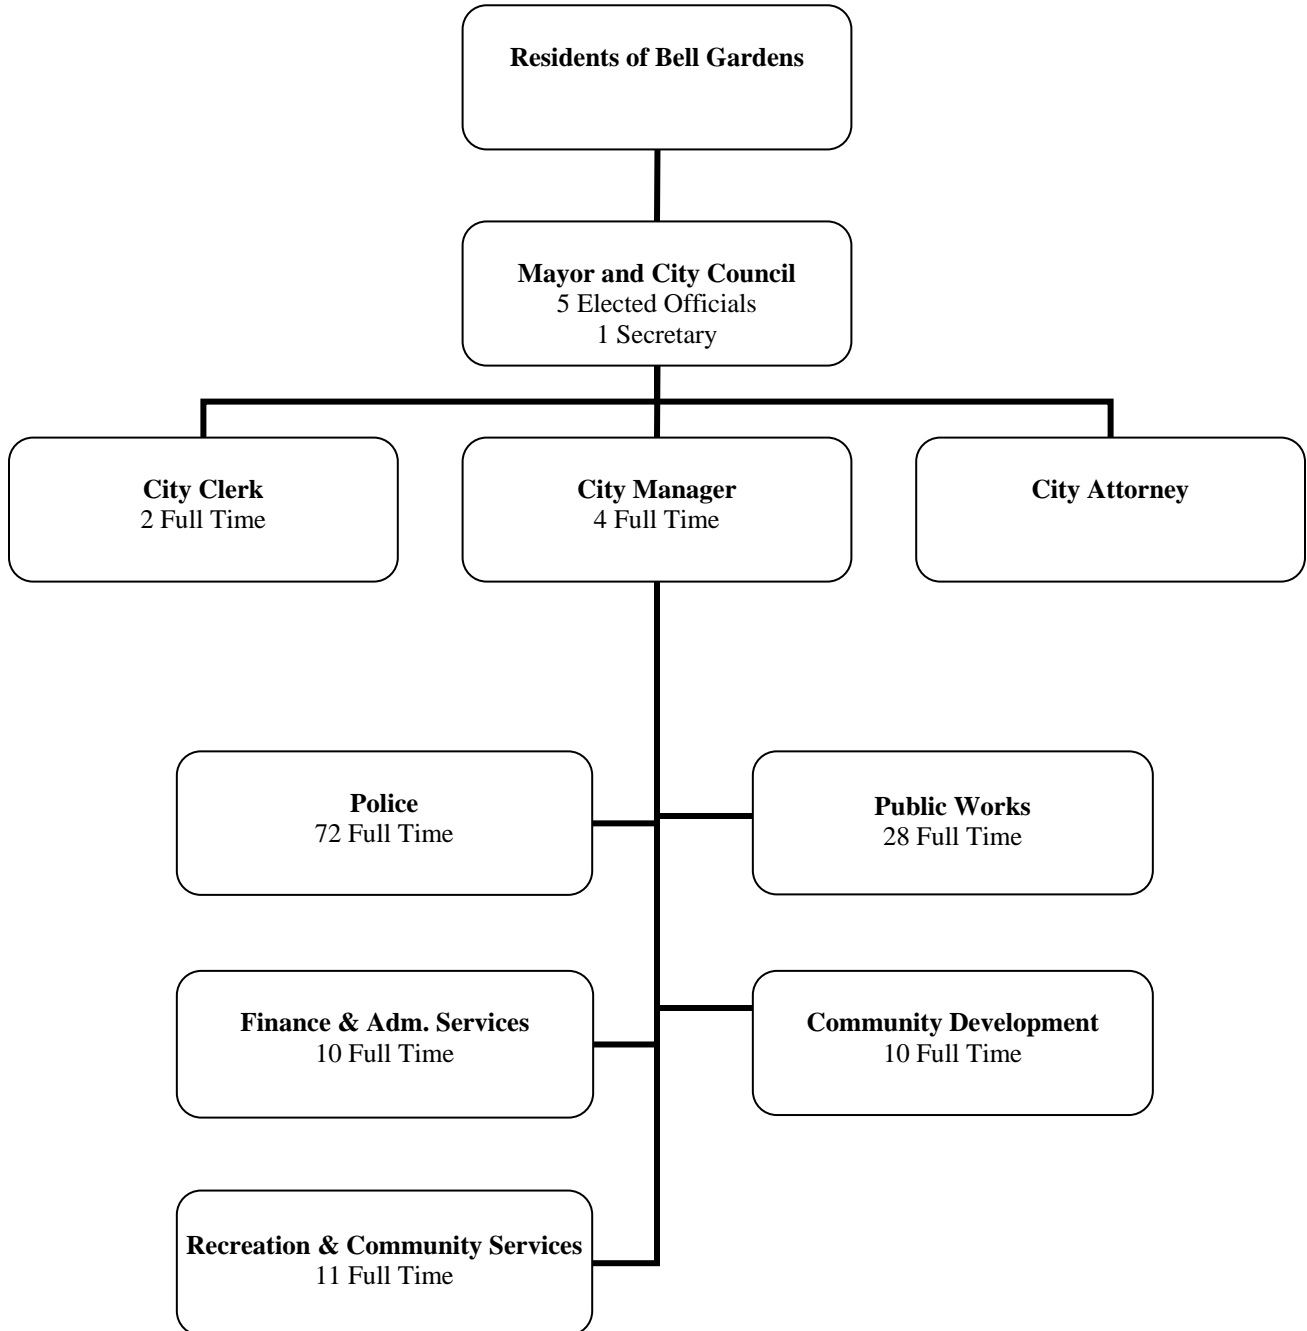 Residents of Bell Gardens
Mayor and City Council
5 Elected Officials
1 Secretary
City Clerk
2 Full Time
City Manager
4 Full Time
City Attorney
Police
72 Full Time
Public Works
28 Full Time
Finance & Adm. Services
10 Full Time
Community Development
10 Full Time
Recreation & Community Services
11 Full Time